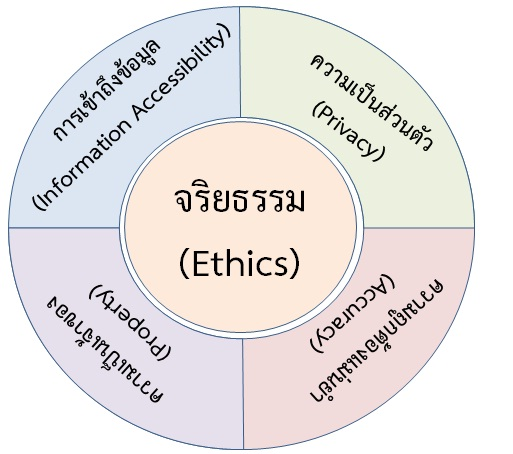 การเข้าถึงข้อมูล
(Information Accessibility)
ความเป็นส่วนตัว
(Privacy)
จริยธรรม
(Ethics)
ความเป็นเจ้าของ
(Property)
ความถูกต้องแม่นยำ
(Accuracy)